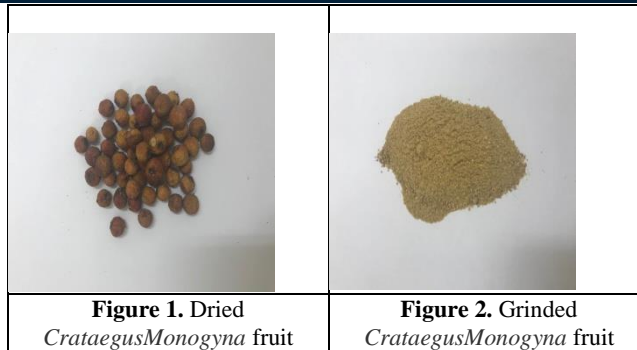 Figure 1. Dried
CrataegusMonogyna fruit
Figure 2. Grinded
CrataegusMonogyna fruit